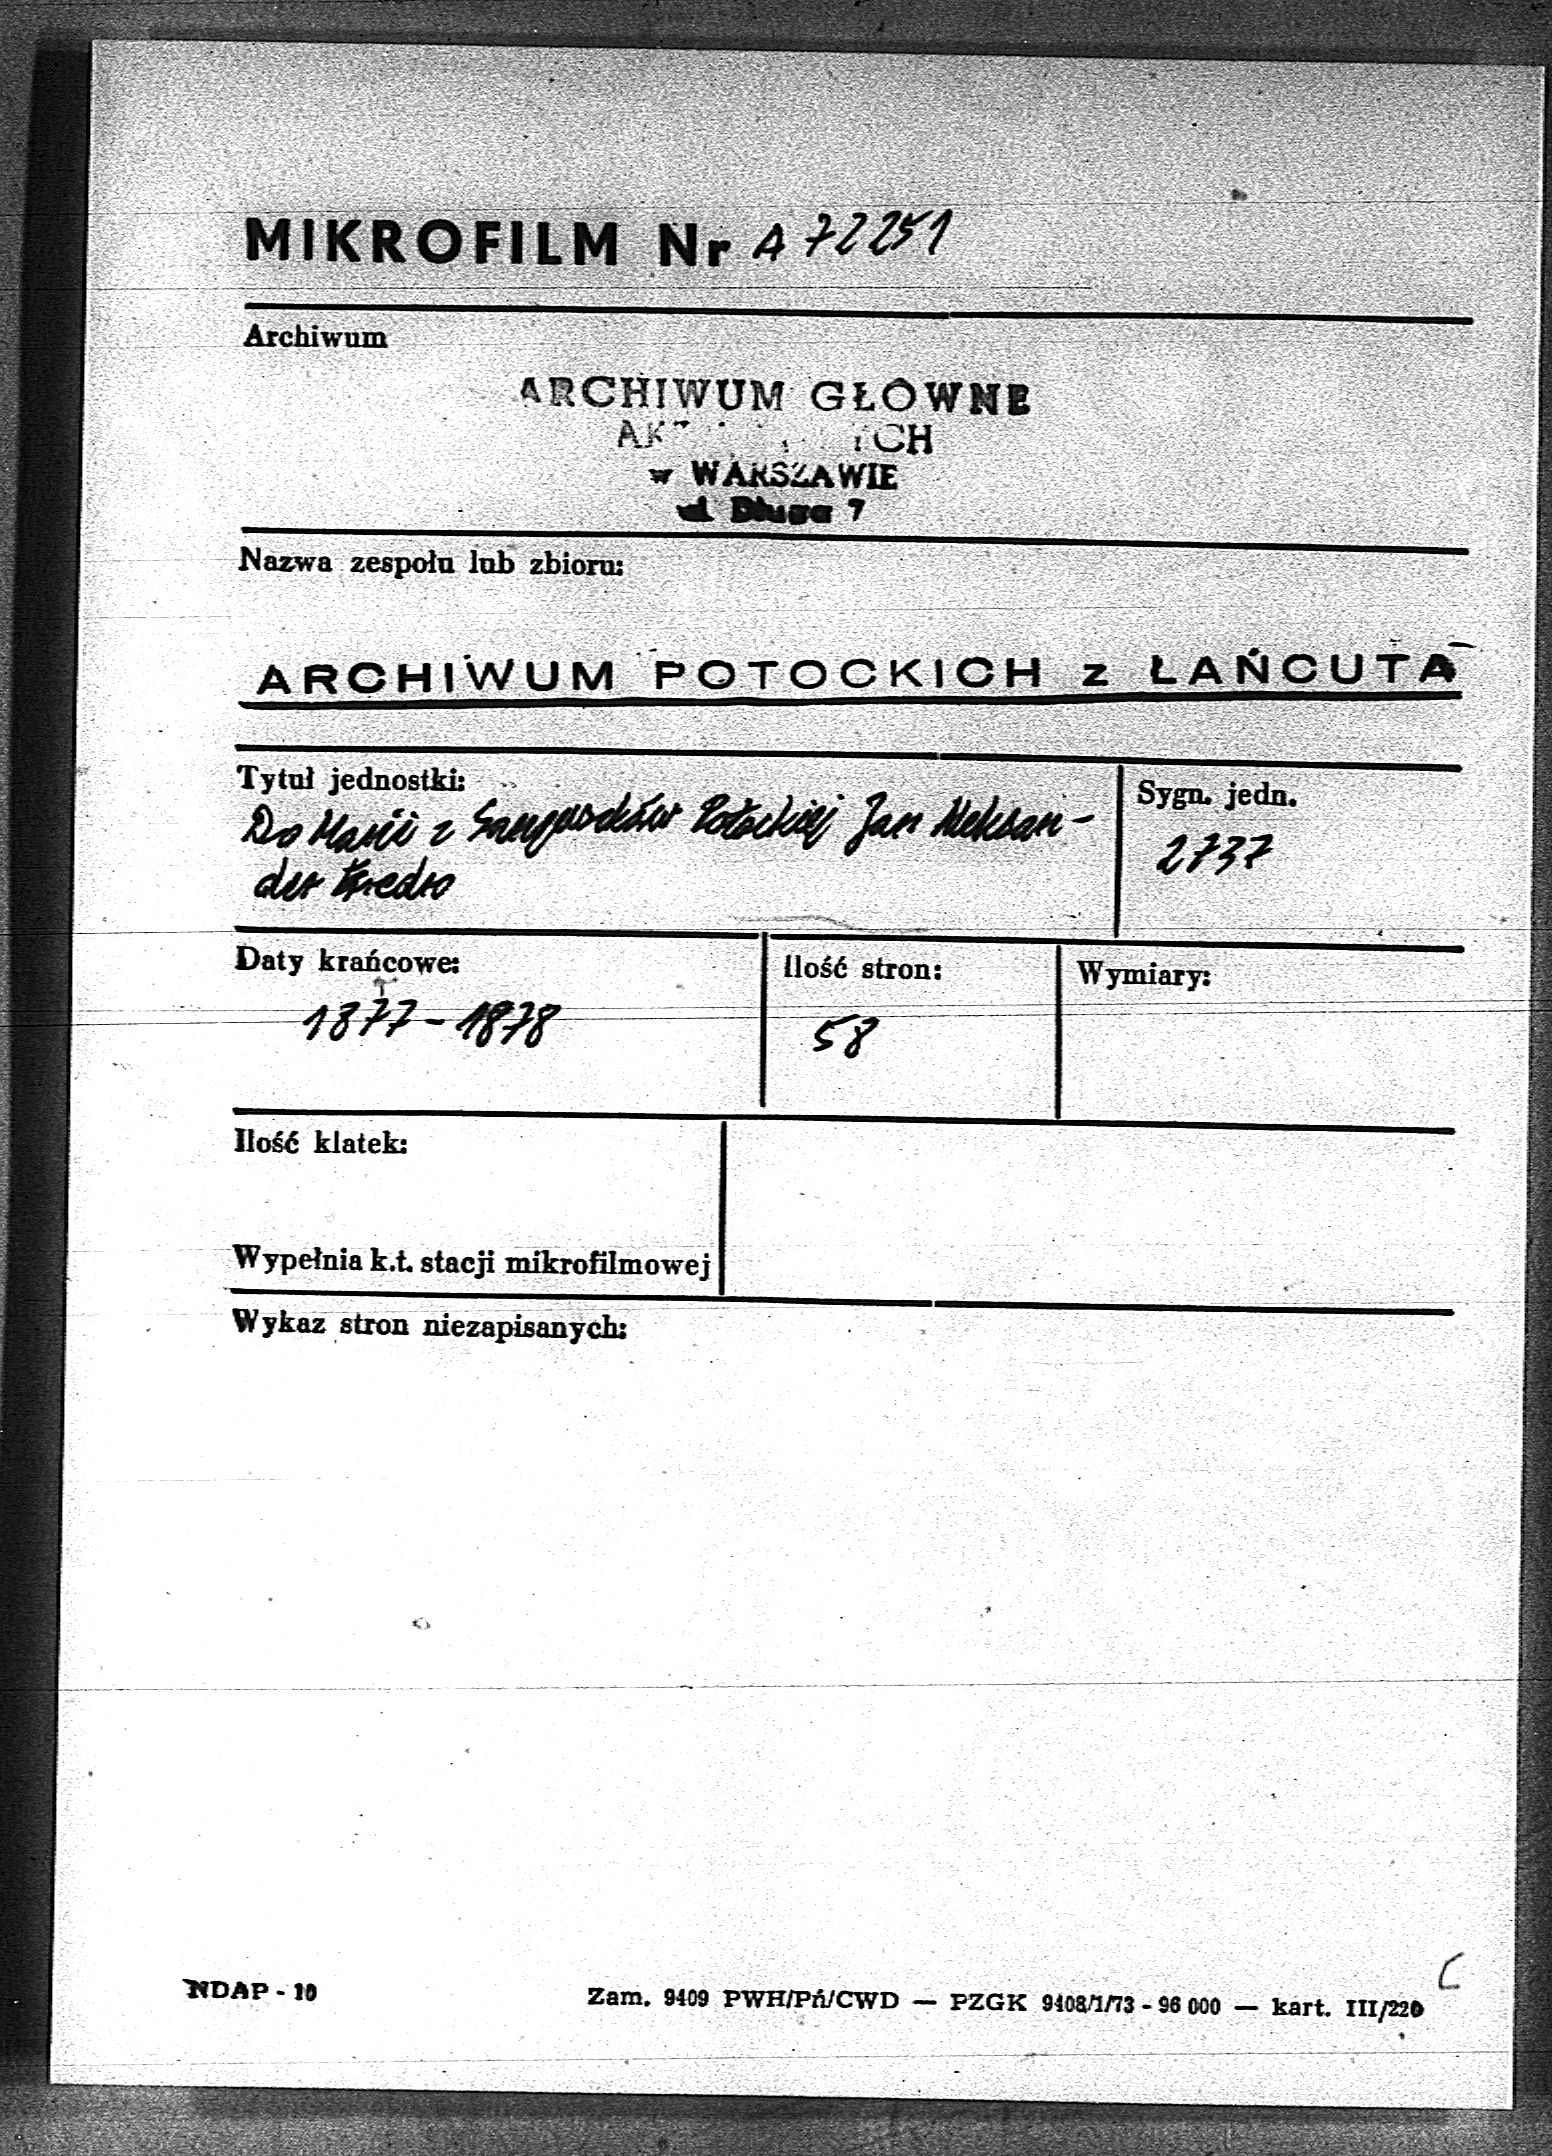 MIKROFILM Nr A 72251
Archiwum
ARCHIWUM GŁÓWNE
w WARSZAWIE
ul. Długa 7
Nazwa zespołu lub zbioru:
ARCHIWUM POTOCKICH z ŁAŃCUTA
Tytuł jednostki:
Do Marii z Potockiej Jan Aleksan-
der Fredro
Sygn. jedn.
2737
Daty krańcowe:
1877-1878
Ilość stron:
58
Wymiary:
Ilość klatek:
Wypełnia k.t. stacji mikrofilmowej
Wykaz stron niezapisanych:
NDAP - 10
Zam. 9409 PWH/Pń/CWD — PZGK 9408/1/73 - 96 000 — kart. III/220